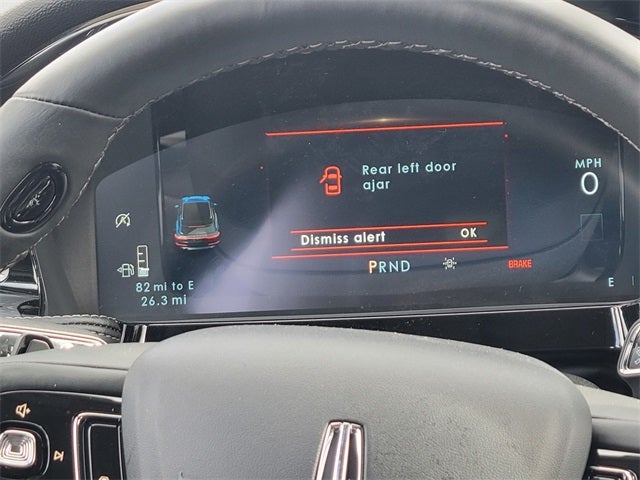 Rear left door
ajar
MPH
0
Dismiss alert OK
PRND
BRAKE
82 mi to E
26.3 mi
E